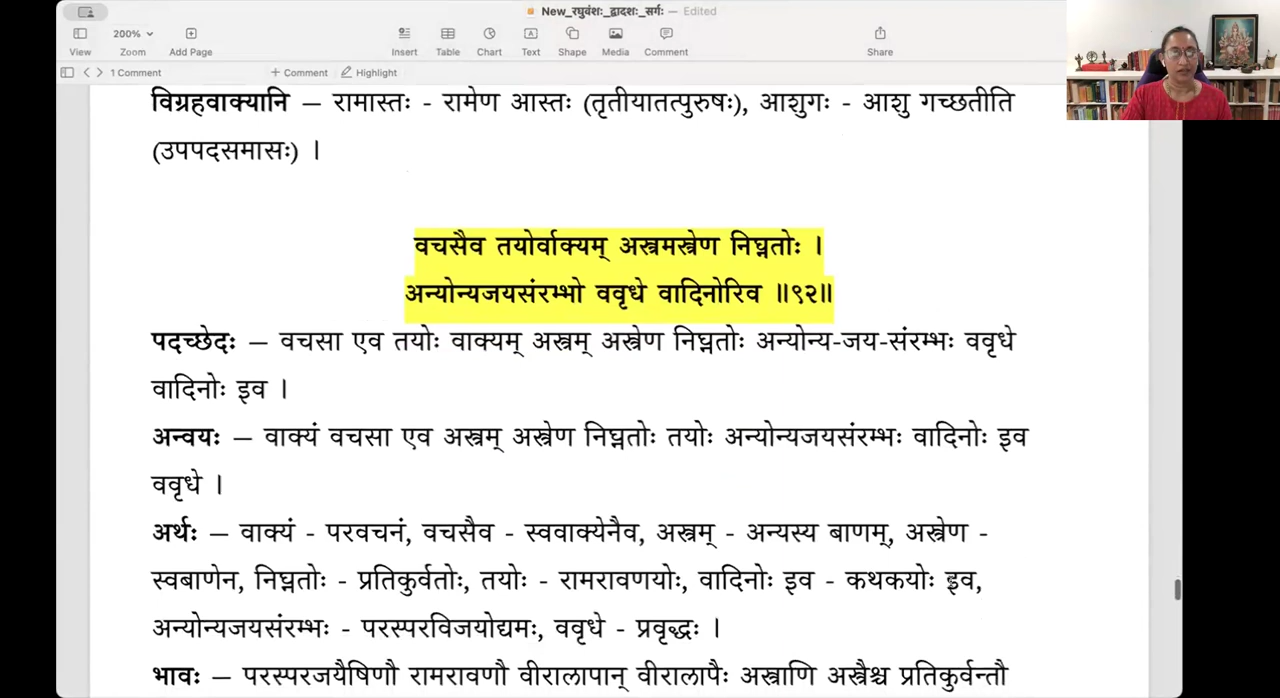 New_रघुवंशः_द्वादशः_सर्गः — Edited
200%
View Zoom Add Page Insert Table Chart Text Shape Media Comment Share
1 Comment + Comment Highlight
विग्रहवाक्यानि — रामास्तः - रामेण आस्तः (तृतीयातत्पुरुषः), आशुगः - आशु गच्छतीति
(उपपदसमासः) ।
वचसैव तयोर्वाक्यम् अस्त्रमस्त्रेण निघ्नतोः ।
अन्योन्यजयसंरम्भो ववृधे वादिनोरिव ॥९२॥
पदच्छेदः — वचसा एव तयोः वाक्यम् अस्त्रम् अस्त्रेण निघ्नतोः अन्योन्य-जय-संरम्भः ववृधे
वादिनोः इव ।
अन्वयः — वाक्यं वचसा एव अस्त्रम् अस्त्रेण निघ्नतोः तयोः अन्योन्यजयसंरम्भः वादिनोः इव
ववृधे ।
अर्थः — वाक्यं - परवचनं, वचसैव - स्ववाक्येनैव, अस्त्रम् - अन्यस्य बाणम्, अस्त्रेण -
स्वबाणेन, निघ्नतोः - प्रतिकुर्वतोः, तयोः - रामरावणयोः, वादिनोः इव - कथकयोः इव,
अन्योन्यजयसंरम्भः - परस्परविजयोद्यमः, ववृधे - प्रवृद्धः ।
भावः — परस्परजयैषिणौ रामरावणौ वीरालापान् वीरालापैः अस्त्राणि अस्त्रैश्च प्रतिकुर्वन्तौ